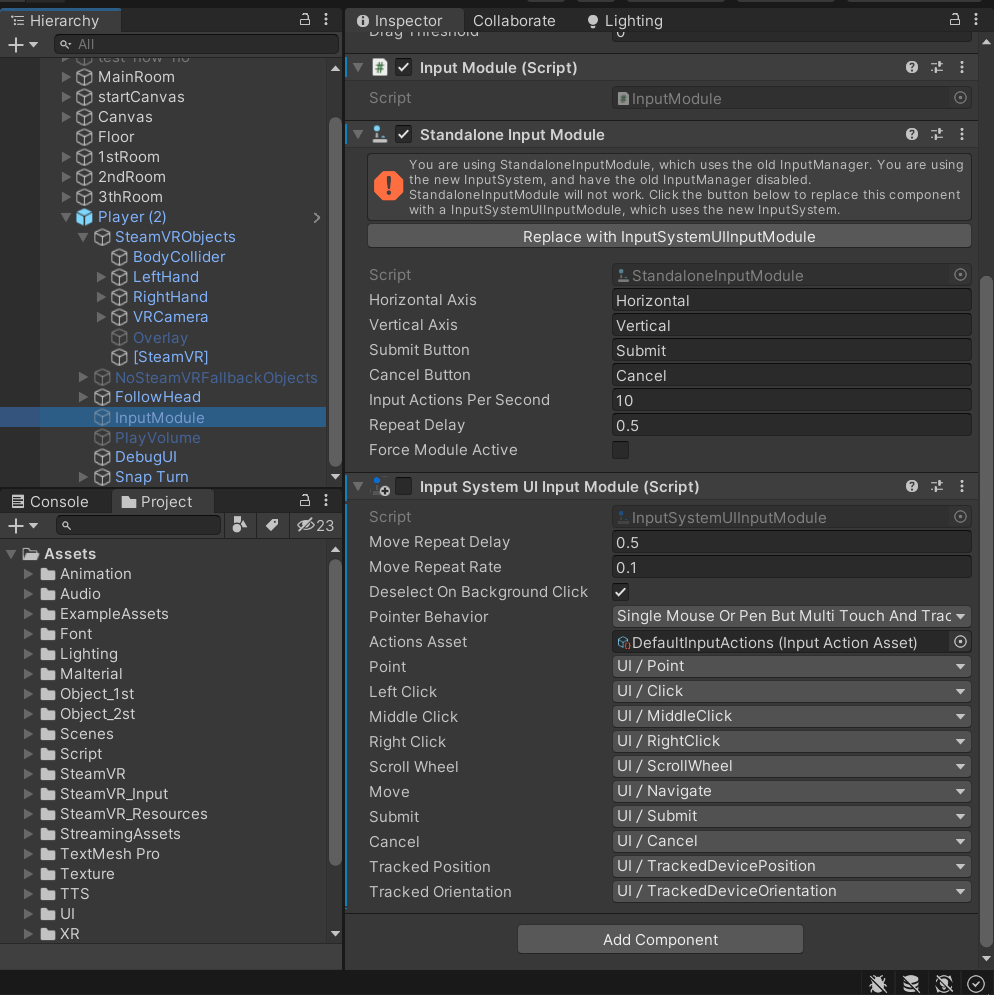 Hierarchy
All
test-now-no
MainRoom
startCanvas
Canvas
Floor
1stRoom
2ndRoom
3thRoom
Player (2)
SteamVRObjects
BodyCollider
LeftHand
RightHand
VRCamera
Overlay
[SteamVR]
NoSteamVRFallbackObjects
FollowHead
InputModule
PlayVolume
DebugUI
Snap Turn
Console
Project
23
Assets
Animation
Audio
ExampleAssets
Font
Lighting
Malterial
Object_1st
Object_2st
Scenes
Script
SteamVR
SteamVR_Input
SteamVR_Resources
StreamingAssets
TextMesh Pro
Texture
TTS
UI
XR
Inspector
Collaborate
Lighting
Drag Threshold
0
Input Module (Script)
Script
InputModule
Standalone Input Module
You are using StandaloneInputModule, which uses the old InputManager. You are using
the new InputSystem, and have the old InputManager disabled.
StandaloneInputModule will not work. Click the button below to replace this component
with a InputSystemUIInputModule, which uses the new InputSystem.
Replace with InputSystemUIInputModule
Script
StandaloneInputModule
Horizontal Axis
Horizontal
Vertical Axis
Vertical
Submit Button
Submit
Cancel Button
Cancel
Input Actions Per Second
10
Repeat Delay
0.5
Force Module Active
Input System UI Input Module (Script)
Script
InputSystemUIInputModule
Move Repeat Delay
0.5
Move Repeat Rate
0.1
Deselect On Background Click
Pointer Behavior
Single Mouse Or Pen But Multi Touch And Trac
Actions Asset
DefaultInputActions (Input Action Asset)
Point
UI / Point
Left Click
UI / Click
Middle Click
UI / MiddleClick
Right Click
UI / RightClick
Scroll Wheel
UI / ScrollWheel
Move
UI / Navigate
Submit
UI / Submit
Cancel
UI / Cancel
Tracked Position
UI / TrackedDevicePosition
Tracked Orientation
UI / TrackedDeviceOrientation
Add Component